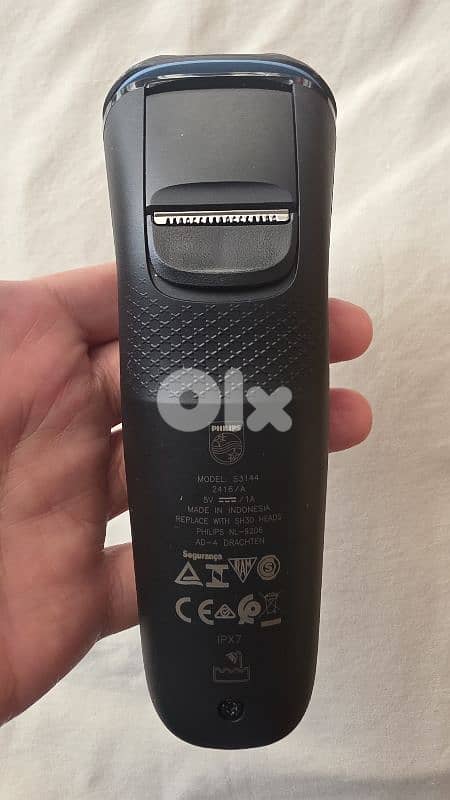 Olx
PHILIPS
MODEL S3144
2416/A
5V ⎓ /1A
MADE IN INDONESIA
REPLACE WITH SH30 HEADS
PHILIPS NL-9206
AD-4 DRACHTEN
Segurança
S
CE
IPX7